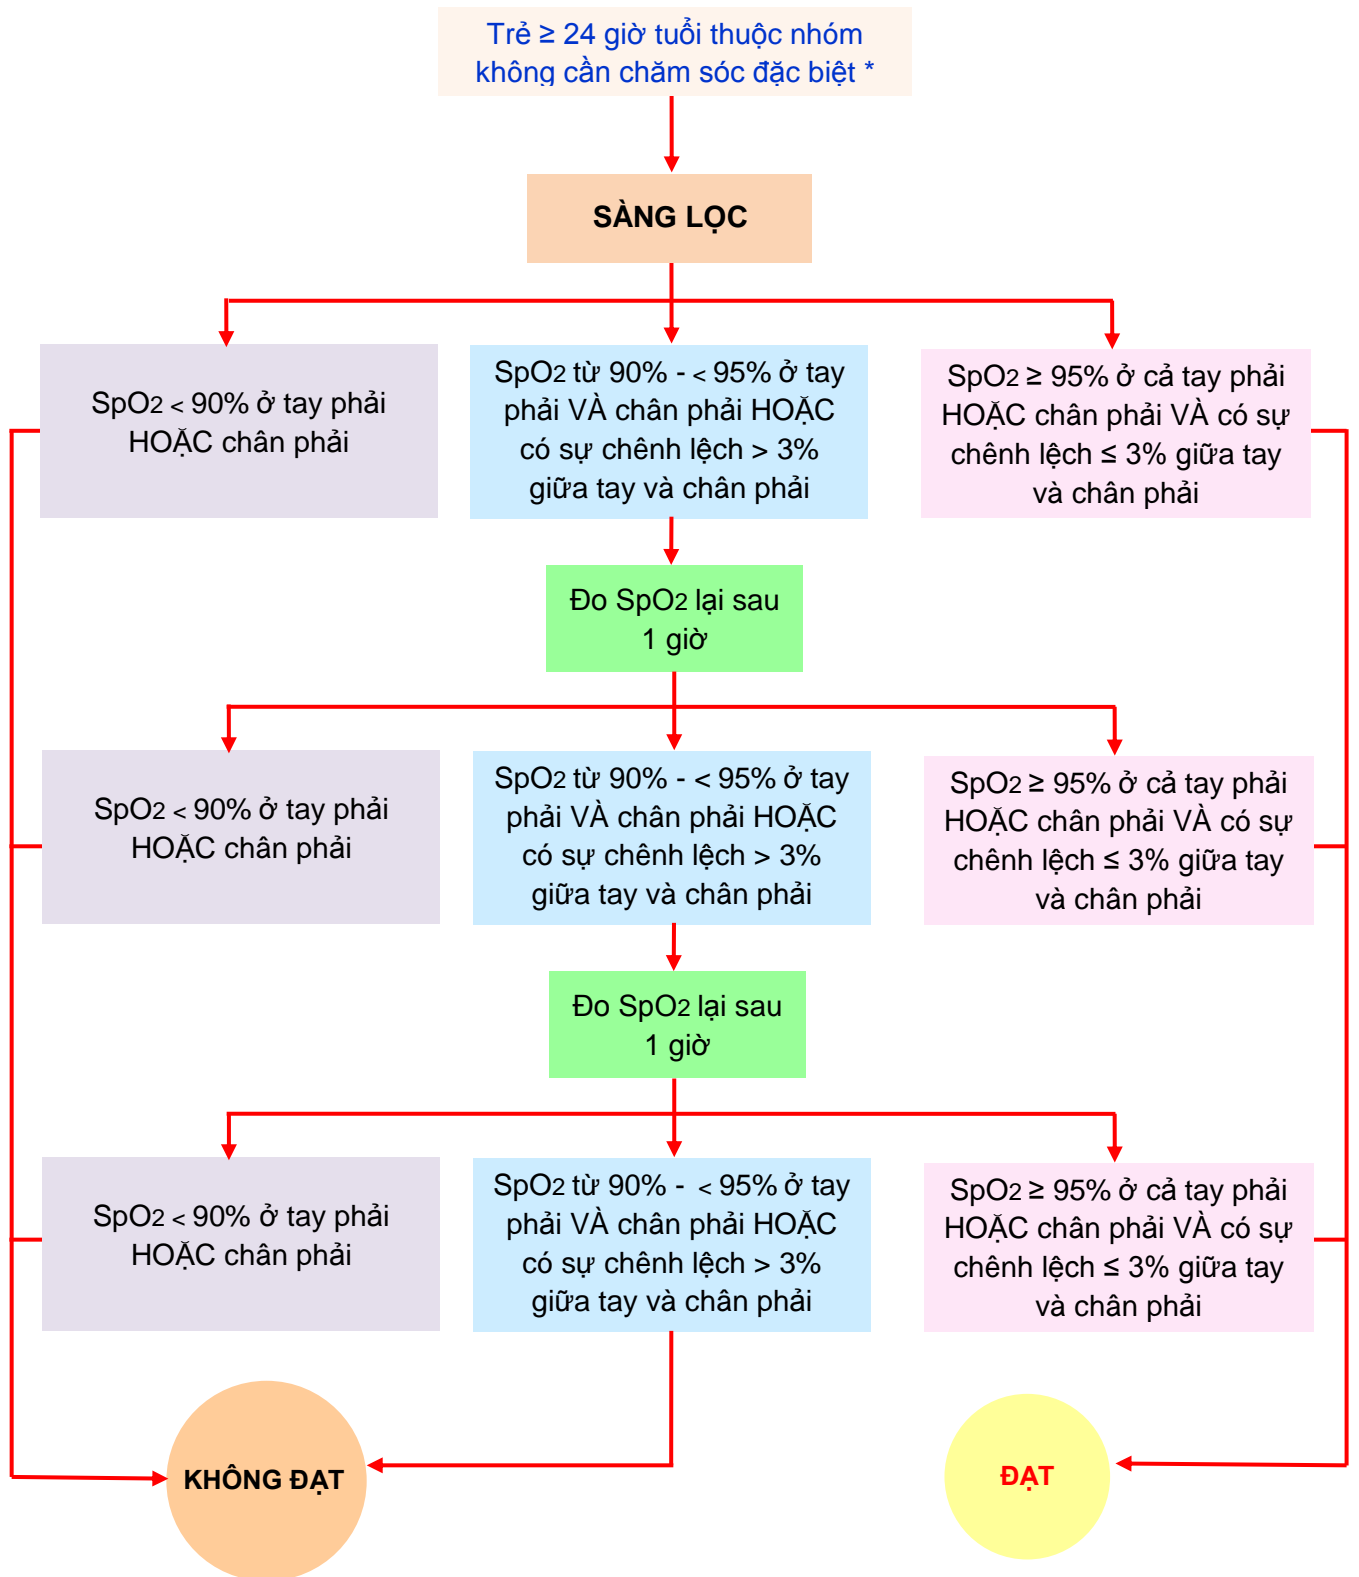 Trẻ ≥ 24 giờ tuổi thuộc nhóm
không cần chăm sóc đặc biệt *
SÀNG LỌC
SpO2 < 90% ở tay phải
HOẶC chân phải
SpO2 từ 90% - < 95% ở tay
phải VÀ chân phải HOẶC
có sự chênh lệch > 3%
giữa tay và chân phải
SpO2 ≥ 95% ở cả tay phải
HOẶC chân phải VÀ có sự
chênh lệch ≤ 3% giữa tay
và chân phải
Đo SpO2 lại sau
1 giờ
SpO2 < 90% ở tay phải
HOẶC chân phải
SpO2 từ 90% - < 95% ở tay
phải VÀ chân phải HOẶC
có sự chênh lệch > 3%
giữa tay và chân phải
SpO2 ≥ 95% ở cả tay phải
HOẶC chân phải VÀ có sự
chênh lệch ≤ 3% giữa tay
và chân phải
Đo SpO2 lại sau
1 giờ
SpO2 < 90% ở tay phải
HOẶC chân phải
SpO2 từ 90% - < 95% ở tay
phải VÀ chân phải HOẶC
có sự chênh lệch > 3%
giữa tay và chân phải
SpO2 ≥ 95% ở cả tay phải
HOẶC chân phải VÀ có sự
chênh lệch ≤ 3% giữa tay
và chân phải
KHÔNG ĐẠT
ĐẠT